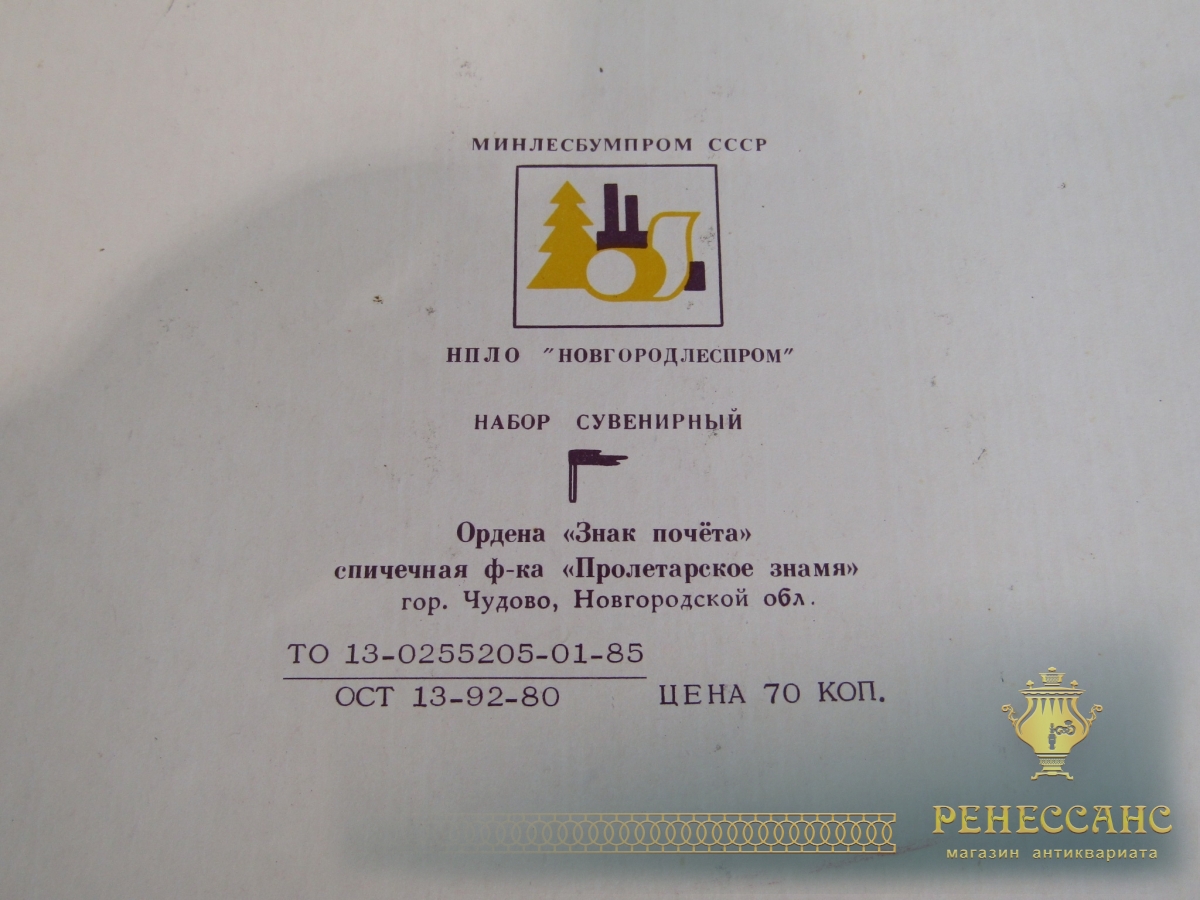 МИНЛЕСБУМПРОМ СССР
НПЛО "НОВГОРОДЛЕСПРОМ"
НАБОР СУВЕНИРНЫЙ
Ордена «Знак почёта»
спичечная ф-ка «Пролетарское знамя»
гор. Чудово, Новгородской обл.
ТО 13-0255205-01-85
ОСТ 13-92-80 ЦЕНА 70 КОП.
РЕНЕССАНС
магазин антиквариата